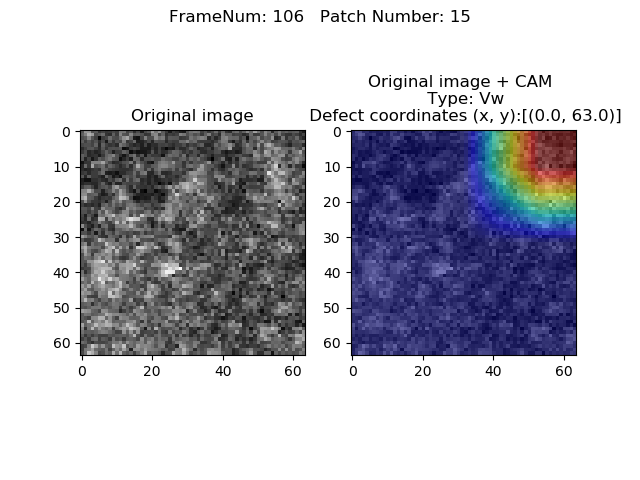 FrameNum: 106   Patch Number: 15
Original image
0
10
20
30
40
50
60
0 20 40 60
Original image + CAM
Type: Vw
Defect coordinates (x, y):[(0.0, 63.0)]
0
10
20
30
40
50
60
0 20 40 60